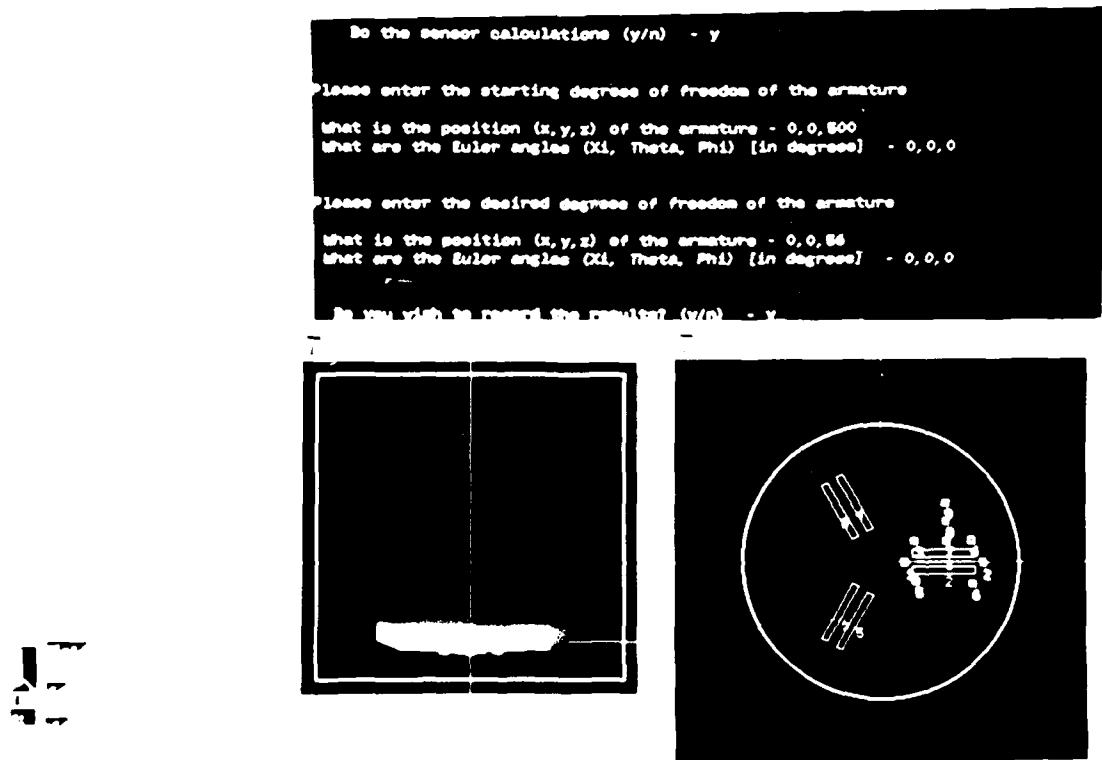 Do the sensor calculations (y/n) - y
Please enter the starting degrees of freedom of the armature
What is the position (x,y,z) of the armature - 0,0,500
What are the Euler angles (Xi, Theta, Phi) [in degrees] - 0,0,0
Please enter the desired degrees of freedom of the armature
What is the position (x,y,z) of the armature - 0,0,56
What are the Euler angles (Xi, Theta, Phi) [in degrees] - 0,0,0
Do you wish to record the results? (y/n) - y